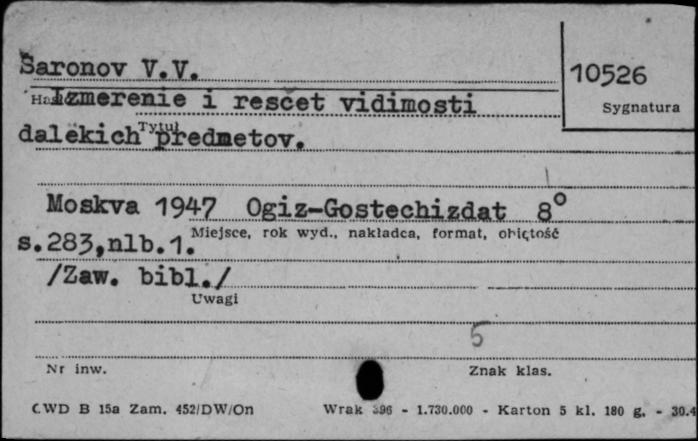 Šaronov V.V.
10526
Sygnatura
Izmerenie i resčet vidimosti
Tytuł
dalëkich predmetov.
Moskva 1947 Ogiz-Gostechizdat 8°
Miejsce, rok wyd., nakładca, format, objętość
s.283,nlb.1.
/Zaw. bibl./
Uwagi
5
Nr inw.
Znak klas.
CWD B 15a Zam. 452/DW/On Wrak 396 - 1.730.000 - Karton 5 kl. 180 g. - 30.4